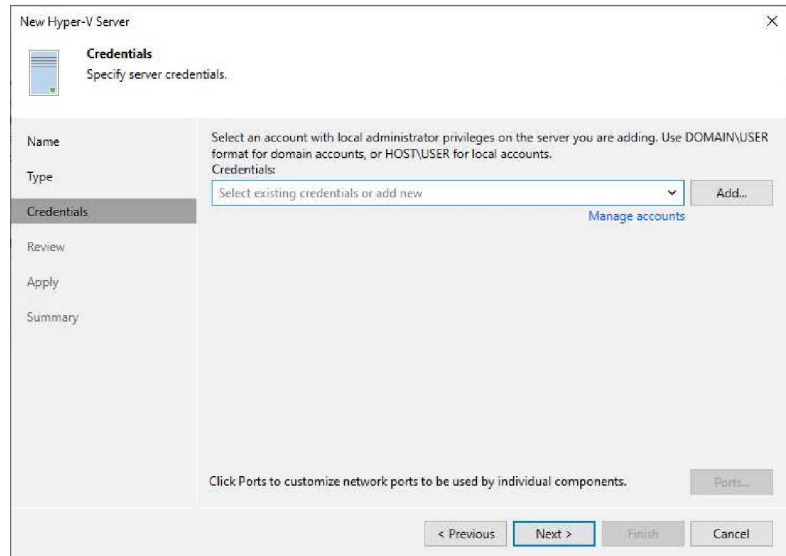 New Hyper-V Server
Credentials
Specify server credentials.
Name
Type
Credentials
Review
Apply
Summary
Select an account with local administrator privileges on the server you are adding. Use DOMAIN\USER
format for domain accounts, or HOST\USER for local accounts.
Credentials:
Select existing credentials or add new
Add...
Manage accounts
Click Ports to customize network ports to be used by individual components.
Ports...
< Previous
Next >
Finish
Cancel